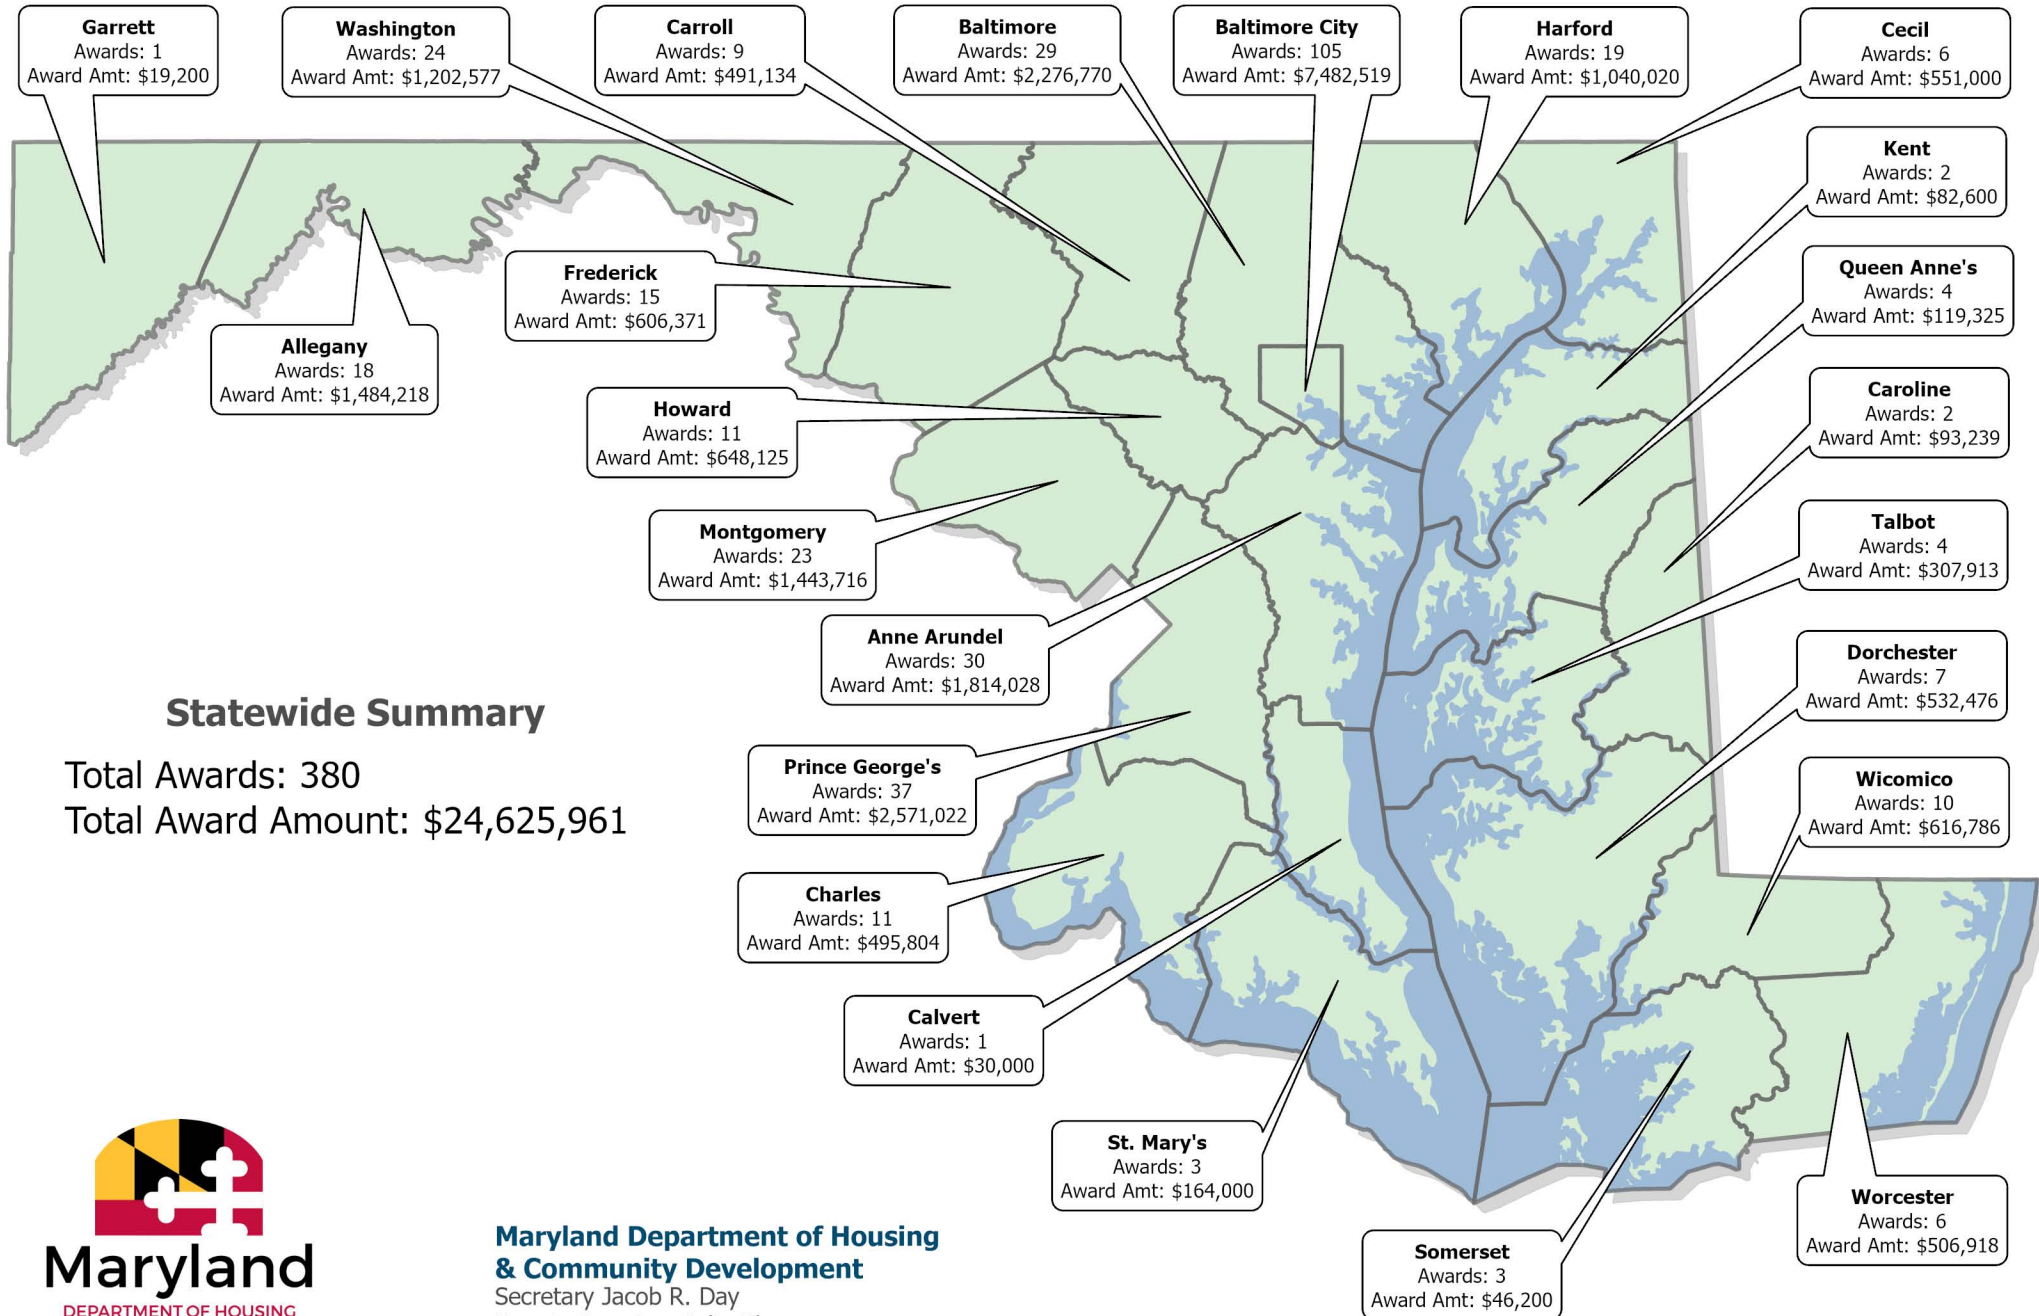 Garrett
Awards: 1
Award Amt: $19,200
Washington
Awards: 24
Award Amt: $1,202,577
Carroll
Awards: 9
Award Amt: $491,134
Baltimore
Awards: 29
Award Amt: $2,276,770
Baltimore City
Awards: 105
Award Amt: $7,482,519
Harford
Awards: 19
Award Amt: $1,040,020
Cecil
Awards: 6
Award Amt: $551,000
Kent
Awards: 2
Award Amt: $82,600
Queen Anne's
Awards: 4
Award Amt: $119,325
Frederick
Awards: 15
Award Amt: $606,371
Allegany
Awards: 18
Award Amt: $1,484,218
Caroline
Awards: 2
Award Amt: $93,239
Howard
Awards: 11
Award Amt: $648,125
Montgomery
Awards: 23
Award Amt: $1,443,716
Talbot
Awards: 4
Award Amt: $307,913
Anne Arundel
Awards: 30
Award Amt: $1,814,028
Dorchester
Awards: 7
Award Amt: $532,476
Statewide Summary
Total Awards: 380
Total Award Amount: $24,625,961
Prince George's
Awards: 37
Award Amt: $2,571,022
Wicomico
Awards: 10
Award Amt: $616,786
Charles
Awards: 11
Award Amt: $495,804
Calvert
Awards: 1
Award Amt: $30,000
St. Mary's
Awards: 3
Award Amt: $164,000
Worcester
Awards: 6
Award Amt: $506,918
Somerset
Awards: 3
Award Amt: $46,200
Maryland
DEPARTMENT OF HOUSING
Maryland Department of Housing
& Community Development
Secretary Jacob R. Day